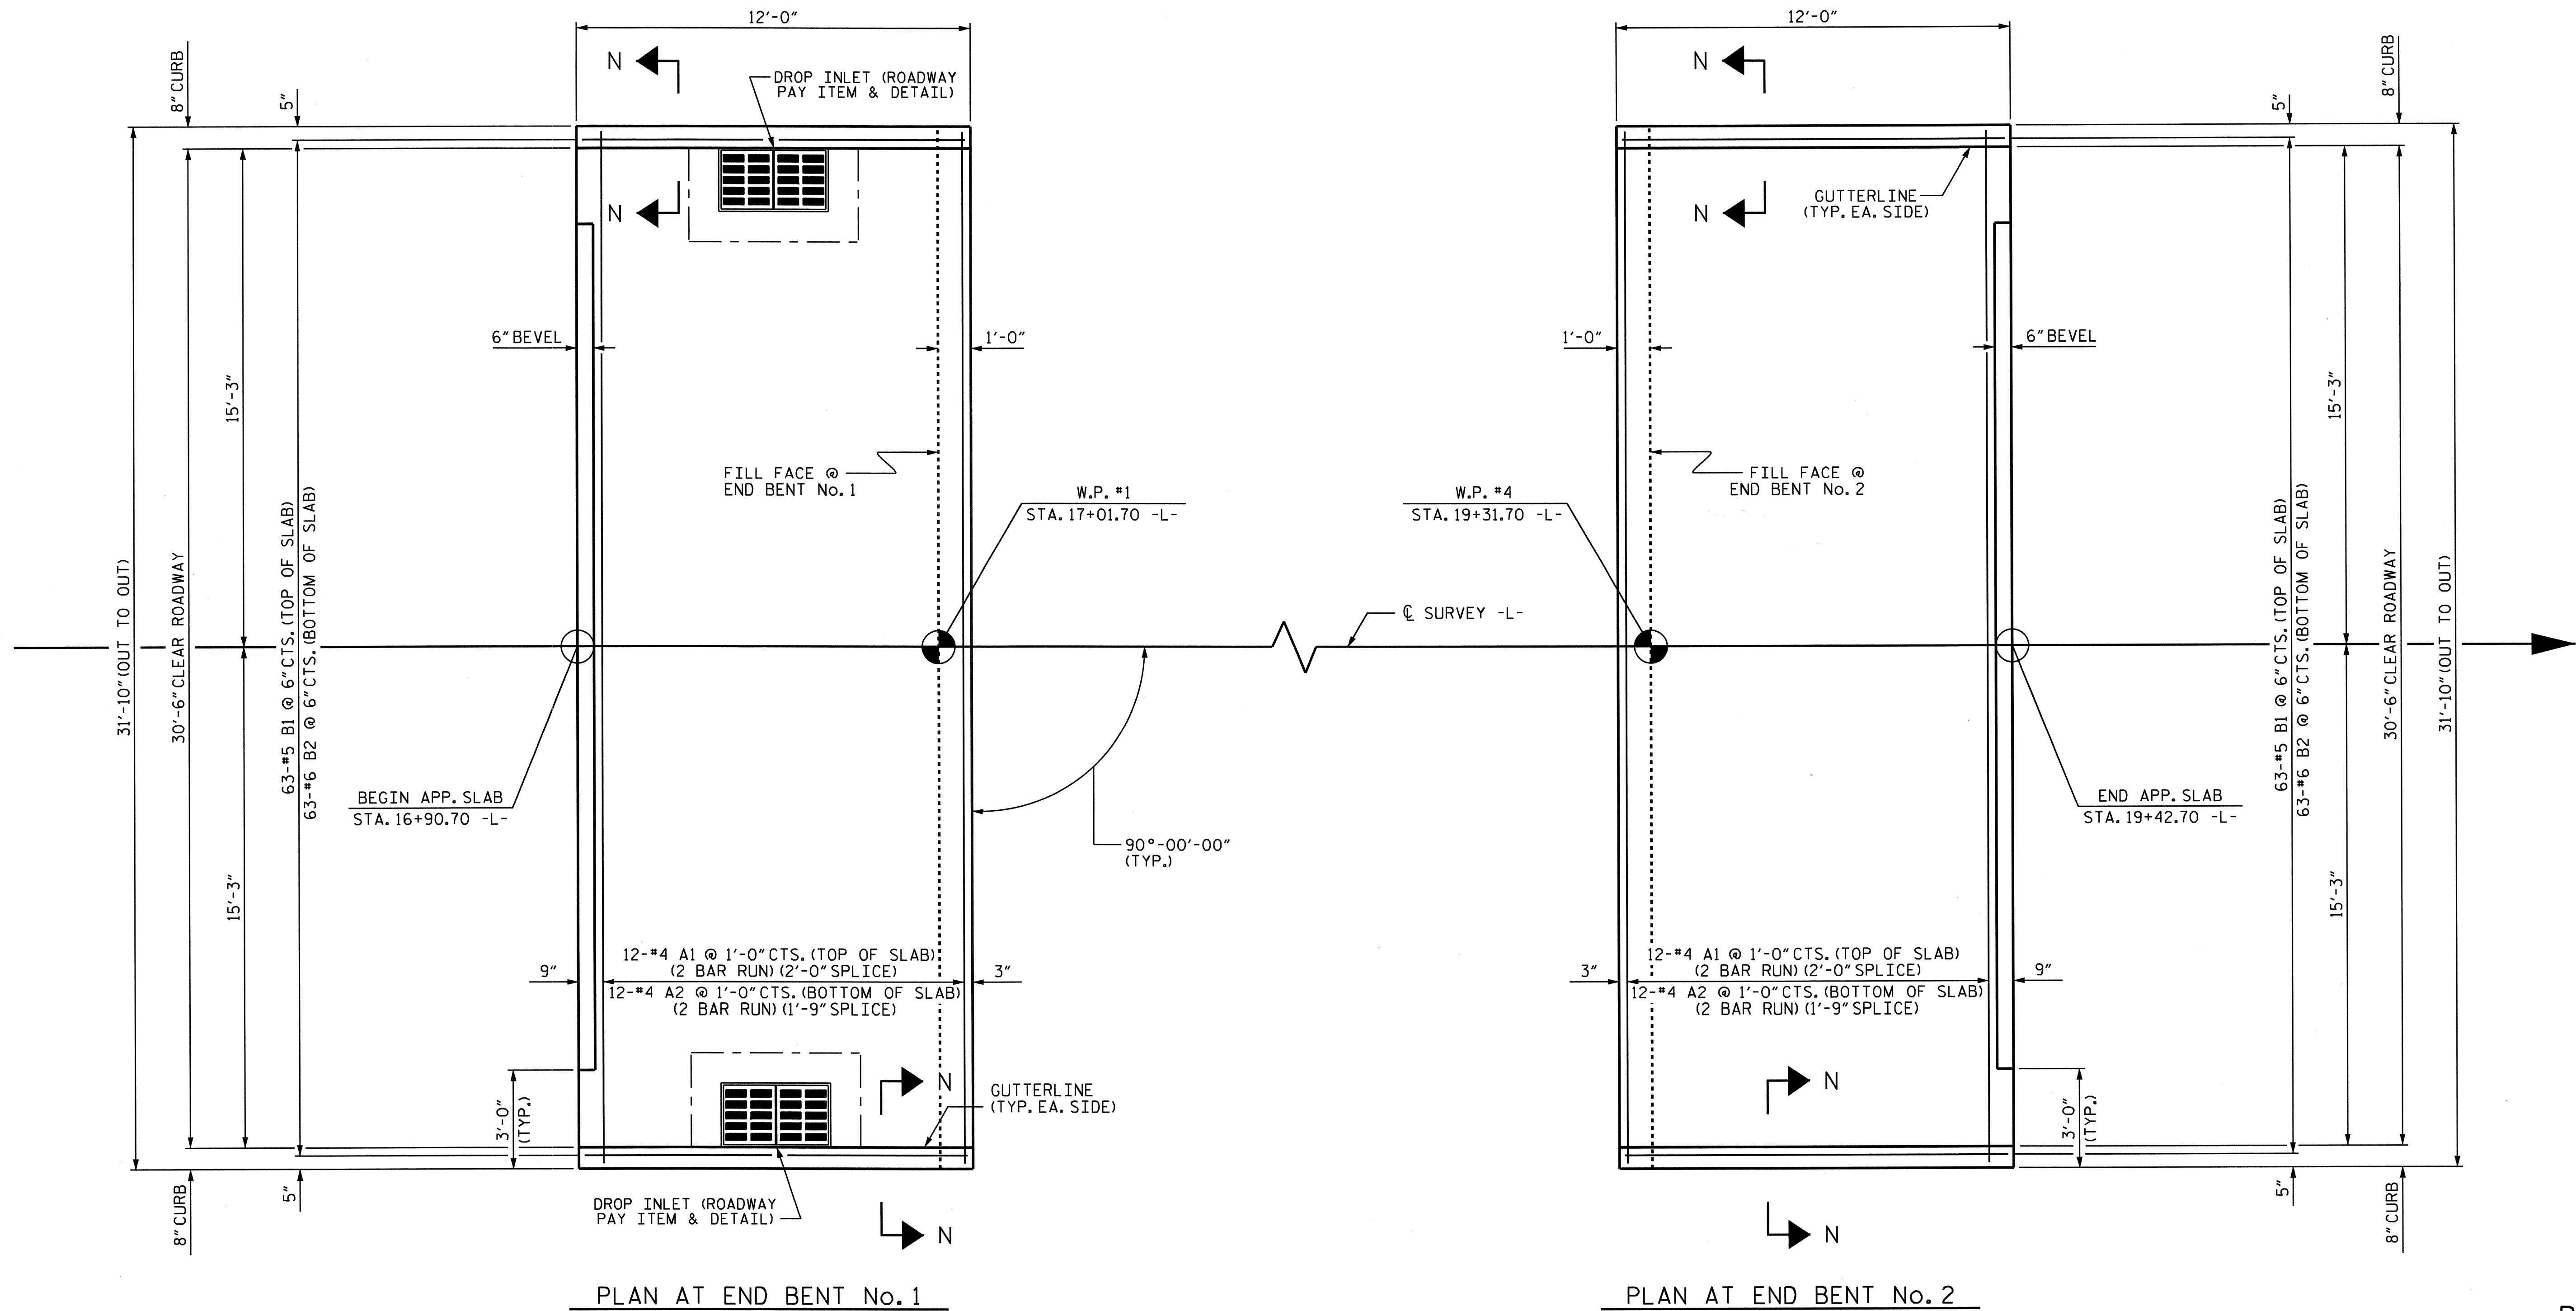 12'-0"
12'-0"
N
N
DROP INLET (ROADWAY
PAY ITEM & DETAIL)
8" CURB
5"
5"
8" CURB
N
N
GUTTERLINE
(TYP. EA. SIDE)
6" BEVEL
1'-0"
1'-0"
6" BEVEL
15'-3"
15'-3"
FILL FACE @
END BENT No. 1
FILL FACE @
END BENT No. 2
W.P. #1
STA. 17+01.70 -L-
W.P. #4
STA. 19+31.70 -L-
31'-10" (OUT TO OUT)
30'-6" CLEAR ROADWAY
63-#5 B1 @ 6" CTS. (TOP OF SLAB)
63-#6 B2 @ 6" CTS. (BOTTOM OF SLAB)
℄ SURVEY -L-
63-#5 B1 @ 6" CTS. (TOP OF SLAB)
63-#6 B2 @ 6" CTS. (BOTTOM OF SLAB)
30'-6" CLEAR ROADWAY
31'-10" (OUT TO OUT)
BEGIN APP. SLAB
STA. 16+90.70 -L-
END APP. SLAB
STA. 19+42.70 -L-
90°-00'-00"
(TYP.)
15'-3"
15'-3"
12-#4 A1 @ 1'-0" CTS. (TOP OF SLAB)
(2 BAR RUN) (2'-0" SPLICE)
9"
3"
12-#4 A2 @ 1'-0" CTS. (BOTTOM OF SLAB)
(2 BAR RUN) (1'-9" SPLICE)
12-#4 A1 @ 1'-0" CTS. (TOP OF SLAB)
(2 BAR RUN) (2'-0" SPLICE)
3"
9"
12-#4 A2 @ 1'-0" CTS. (BOTTOM OF SLAB)
(2 BAR RUN) (1'-9" SPLICE)
N
N
3'-0"
(TYP.)
GUTTERLINE
(TYP. EA. SIDE)
3'-0"
(TYP.)
8" CURB
5"
DROP INLET (ROADWAY
PAY ITEM & DETAIL)
N
N
5"
8" CURB
PLAN AT END BENT No. 1
PLAN AT END BENT No. 2